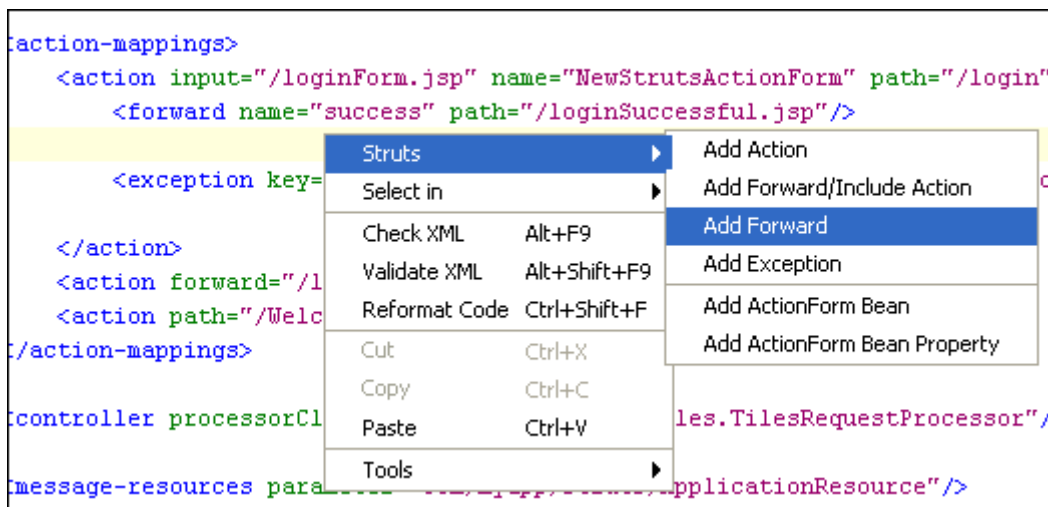 action-mappings>
<action input="/loginForm.jsp" name="NewStrutsActionForm" path="/login"
<forward name="success" path="/loginSuccessful.jsp"/>
Struts Add Action
<exception key= Select in Add Forward/Include Action
Check XML Alt+F9 Add Forward
</action> Validate XML Alt+Shift+F9 Add Exception
<action forward="/l
<action path="/Welc Reformat Code Ctrl+Shift+F Add ActionForm Bean
/action-mappings> Cut Ctrl+X Add ActionForm Bean Property
Copy Ctrl+C
controller processorCl Paste Ctrl+V les.TilesRequestProcessor"/
Tools
message-resources para pplicationResource"/>